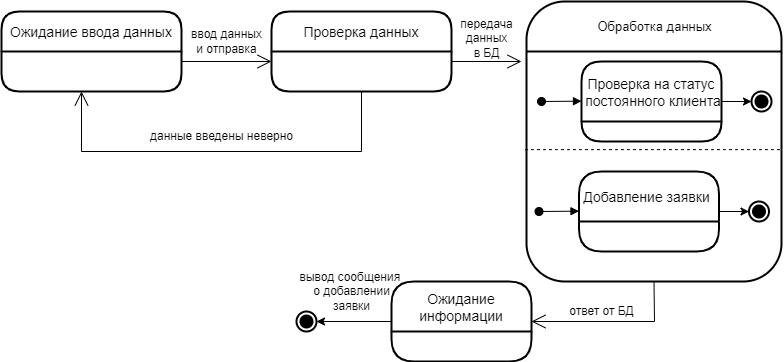 Ожидание ввода данных
ввод данных
и отправка
Проверка данных
передача
данных
в БД
Обработка данных
Проверка на статус
постоянного клиента
данные введены неверно
Добавление заявки
вывод сообщения
о добавлении
заявки
Ожидание
информации
ответ от БД